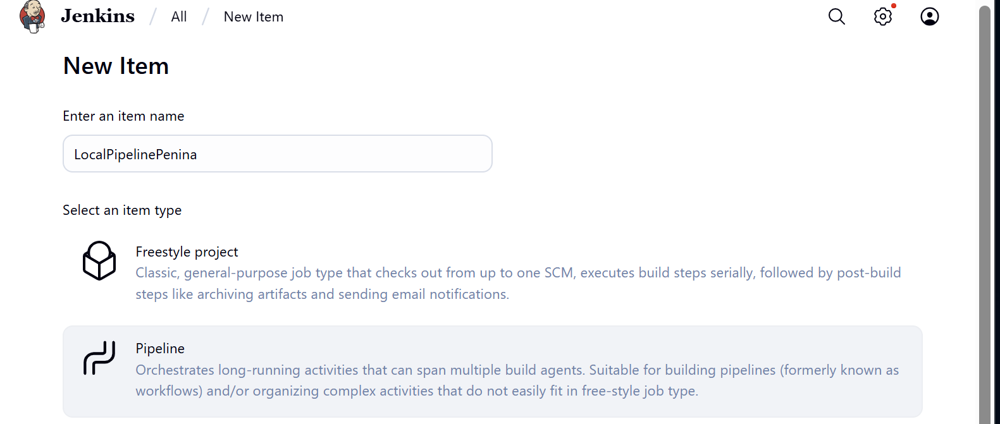 Jenkins / All / New Item
New Item
Enter an item name
LocalPipelinePenina
Select an item type
Freestyle project
Classic, general-purpose job type that checks out from up to one SCM, executes build steps serially, followed by post-build
steps like archiving artifacts and sending email notifications.
Pipeline
Orchestrates long-running activities that can span multiple build agents. Suitable for building pipelines (formerly known as
workflows) and/or organizing complex activities that do not easily fit in free-style job type.